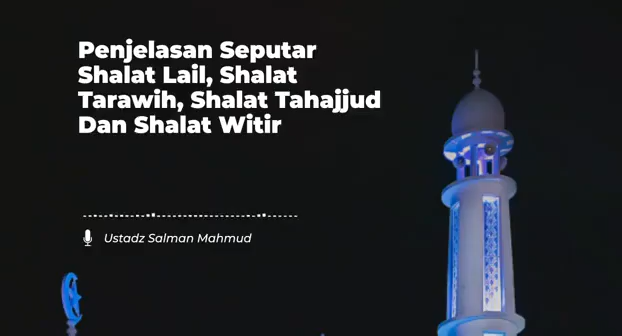 Penjelasan Seputar
Shalat Lail, Shalat
Tarawih, Shalat Tahajjud
Dan Shalat Witir
Ustadz Salman Mahmud